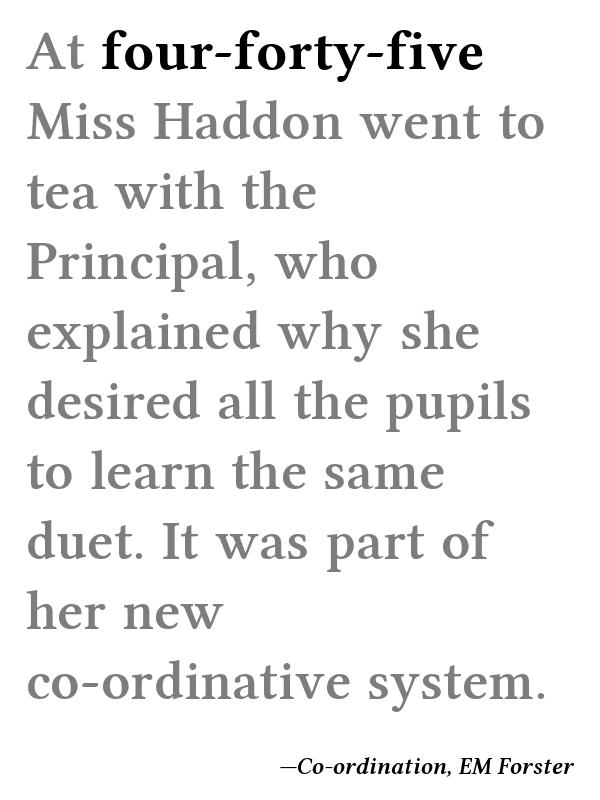 At four-forty-five
Miss Haddon went to
tea with the
Principal, who
explained why she
desired all the pupils
to learn the same
duet. It was part of
her new
co-ordinative system.
—Co-ordination, EM Forster